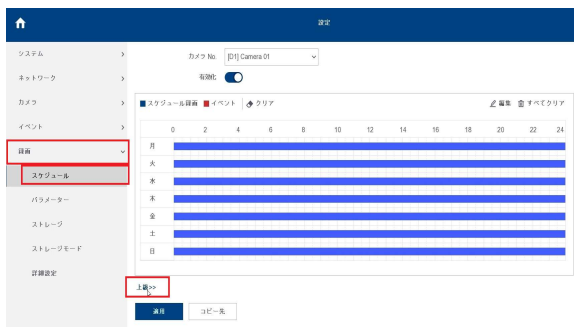 設定
システム
ネットワーク
カメラ
イベント
録画
スケジュール
パラメーター
ストレージ
ストレージモード
詳細設定
カメラ No. [D1] Camera 01
有効化
スケジュール録画 イベント クリア 編集 すべてクリア
0 2 4 6 8 10 12 14 16 18 20 22 24
月
火
水
木
金
土
日
上級>>
適用 コピー先